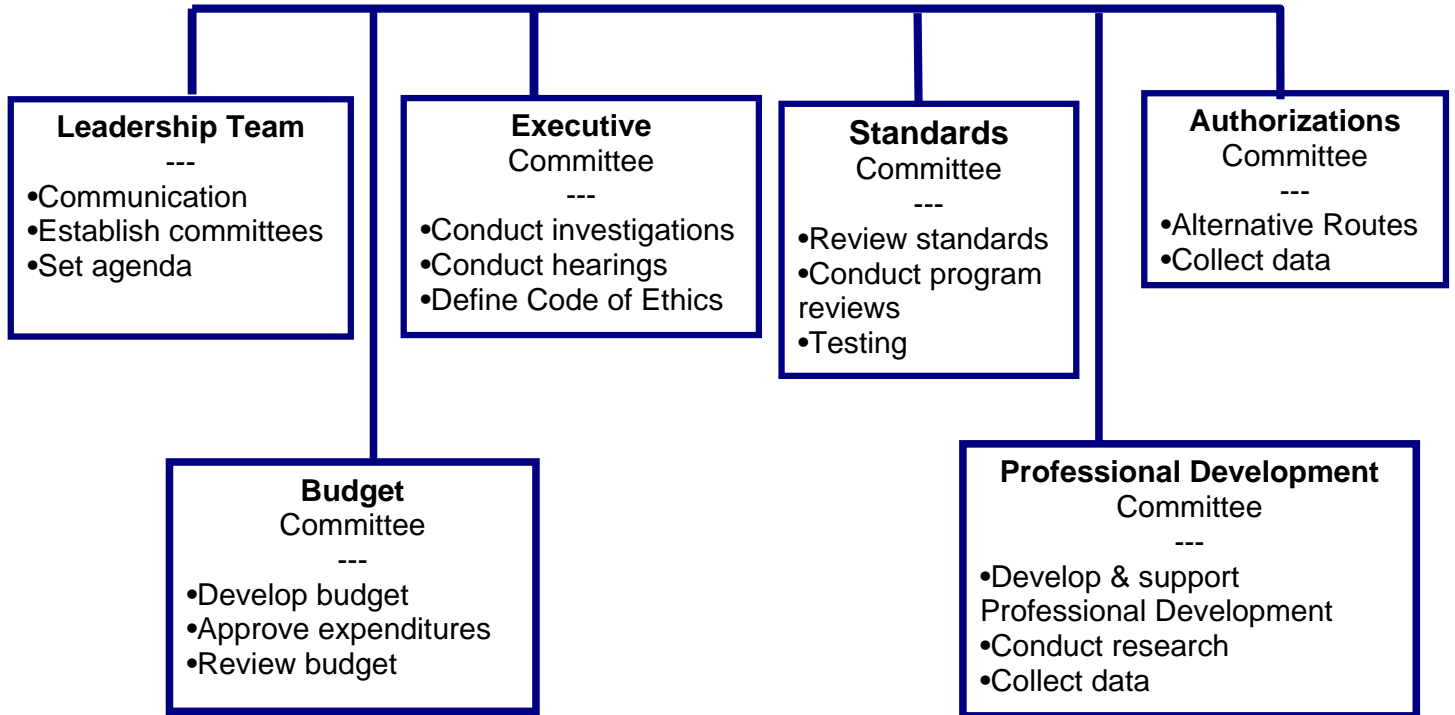 Leadership Team
---
•Communication
•Establish committees
•Set agenda
Executive
Committee
---
•Conduct investigations
•Conduct hearings
•Define Code of Ethics
Standards
Committee
---
•Review standards
•Conduct program
reviews
•Testing
Authorizations
Committee
---
•Alternative Routes
•Collect data
Budget
Committee
---
•Develop budget
•Approve expenditures
•Review budget
Professional Development
Committee
---
•Develop & support
Professional Development
•Conduct research
•Collect data